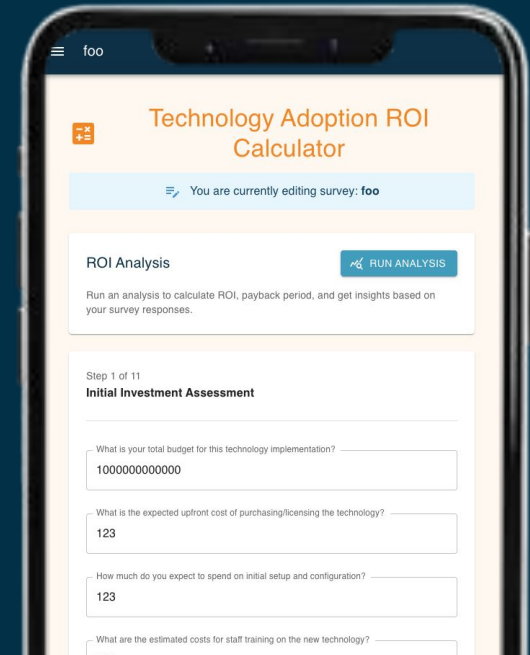 foo
Technology Adoption ROI
Calculator
You are currently editing survey: foo
ROI Analysis
RUN ANALYSIS
Run an analysis to calculate ROI, payback period, and get insights based on
your survey responses.
Step 1 of 11
Initial Investment Assessment
What is your total budget for this technology implementation?
1000000000000
What is the expected upfront cost of purchasing/licensing the technology?
123
How much do you expect to spend on initial setup and configuration?
123
What are the estimated costs for staff training on the new technology?